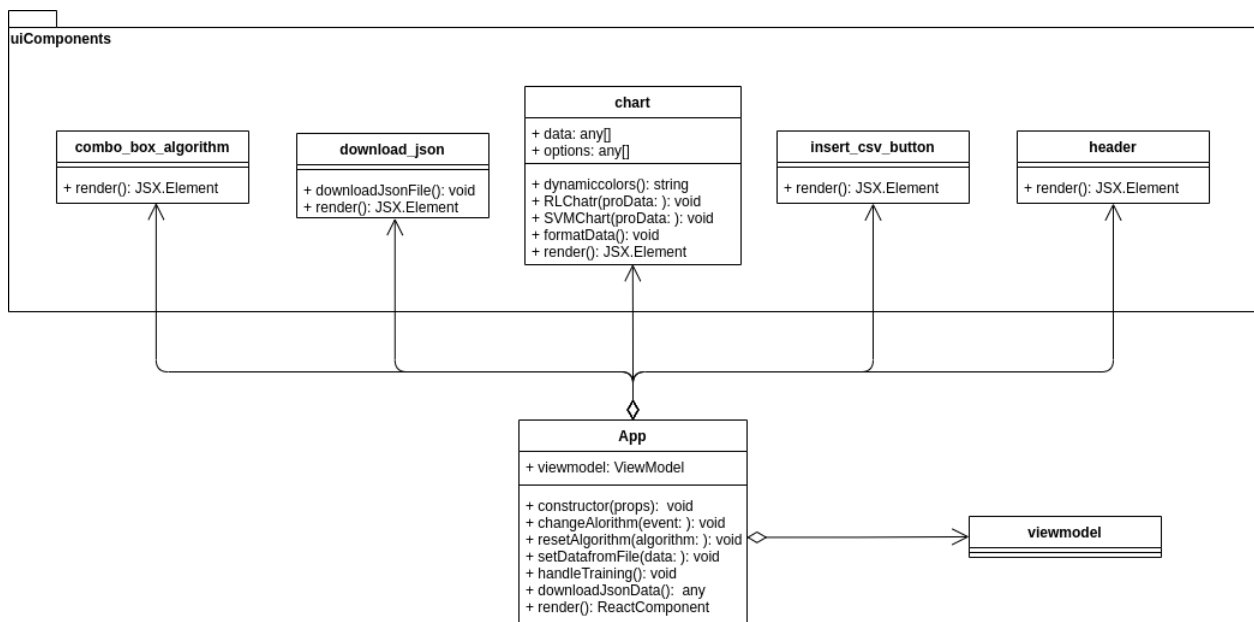 uiComponents
combo_box_algorithm
+ render(): JSX.Element
download_json
+ downloadJsonFile(): void
+ render(): JSX.Element
chart
+ data: any[]
+ options: any[]
+ dynamiccolors(): string
+ RLChatr(proData: ): void
+ SVMChart(proData: ): void
+ formatData(): void
+ render(): JSX.Element
insert_csv_button
+ render(): JSX.Element
header
+ render(): JSX.Element
App
+ viewmodel: ViewModel
+ constructor(props):  void
+ changeAlorithm(event: ): void
+ resetAlgorithm(algorithm: ): void
+ setDatafromFile(data: ): void
+ handleTraining(): void
+ downloadJsonData():  any
+ render(): ReactComponent
viewmodel